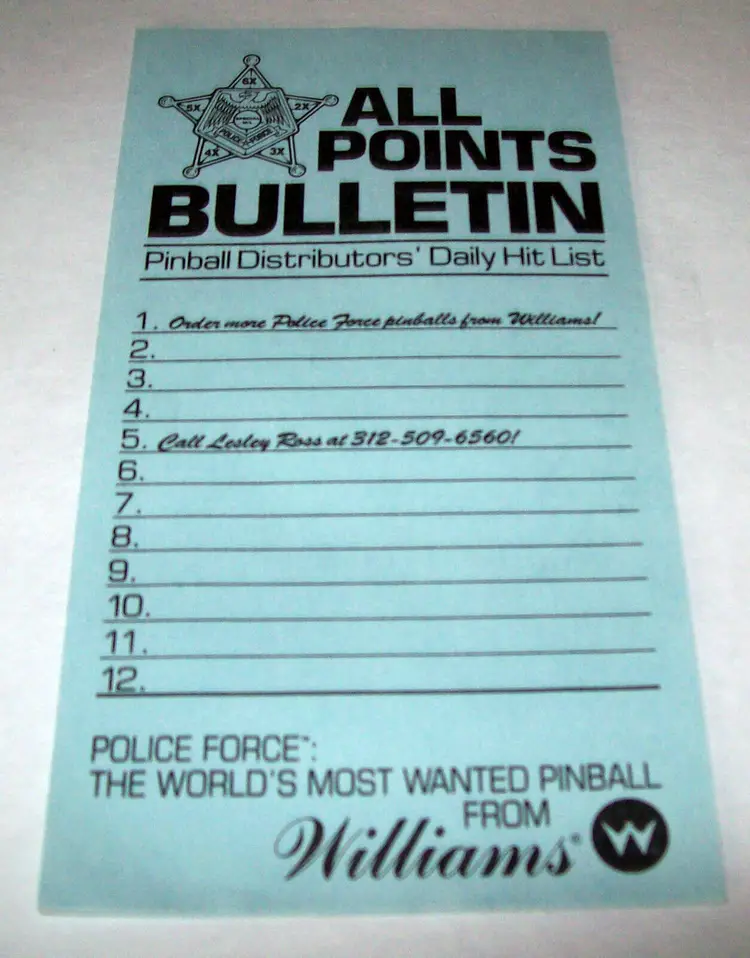 6X
5X 2X
POLICE FORCE
4X 3X
ALL
POINTS
BULLETIN
Pinball Distributors' Daily Hit List
1. Order more Police Force pinballs from Williams!
2.
3.
4.
5. Call Lesley Ross at 312-509-6560!
6.
7.
8.
9.
10.
11.
12.
POLICE FORCE™:
THE WORLD'S MOST WANTED PINBALL
FROM
Williams®
W